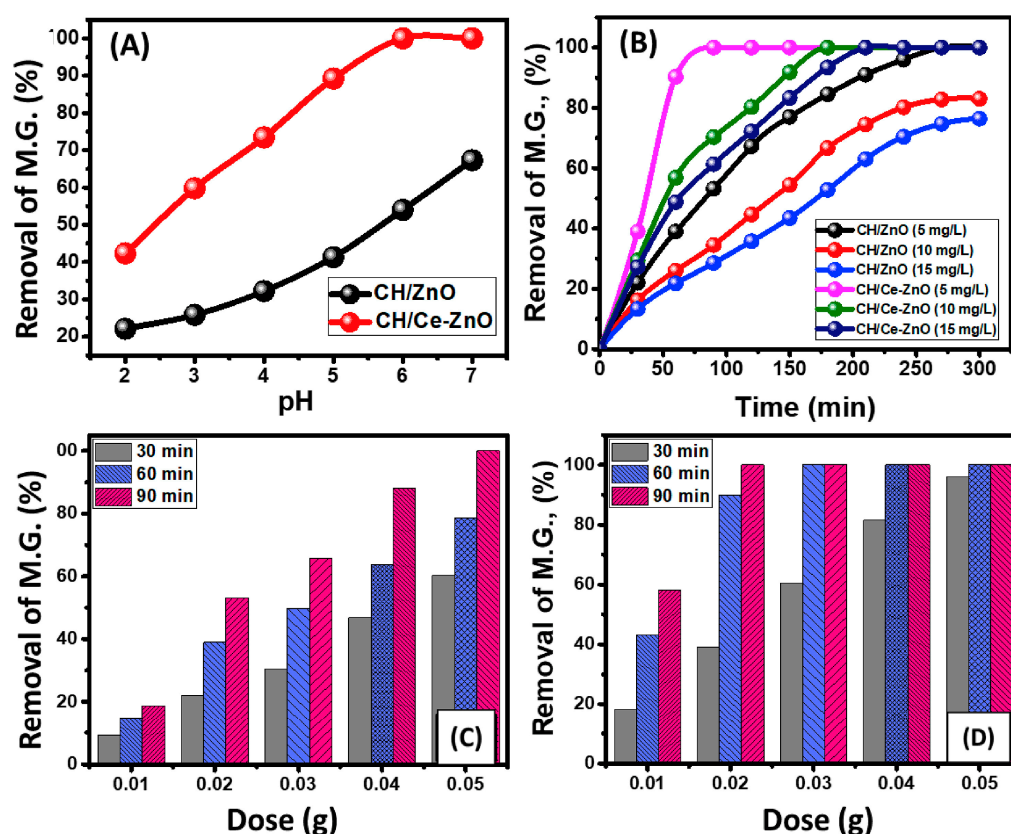 (A)
Removal of M.G. (%)
100
90
80
70
60
50
40
30
20
CH/ZnO
CH/Ce-ZnO
2 3 4 5 6 7
pH
(B)
Removal of M.G., (%)
100
80
60
40
20
0
CH/ZnO (5 mg/L)
CH/ZnO (10 mg/L)
CH/ZnO (15 mg/L)
CH/Ce-ZnO (5 mg/L)
CH/Ce-ZnO (10 mg/L)
CH/Ce-ZnO (15 mg/L)
0 50 100 150 200 250 300
Time (min)
Removal of M.G. (%)
00
80
60
40
20
0
30 min
60 min
90 min
(C)
0.01 0.02 0.03 0.04 0.05
Dose (g)
Removal of M.G., (%)
100
80
60
40
20
0
30 min
60 min
90 min
(D)
0.01 0.02 0.03 0.04 0.05
Dose (g)